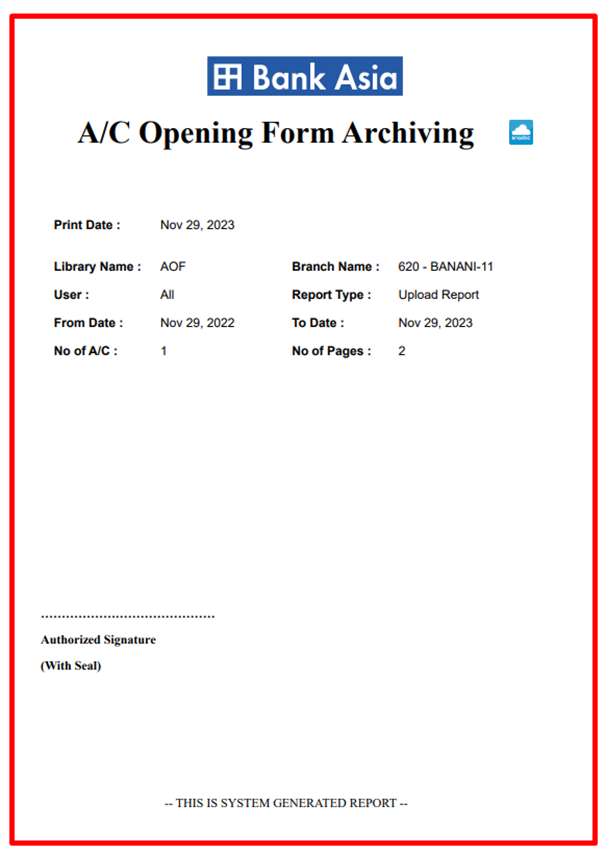 Bank Asia
A/C Opening Form Archiving
Print Date : Nov 29, 2023
Library Name : AOF Branch Name : 620 - BANANI-11
User : All Report Type : Upload Report
From Date : Nov 29, 2022 To Date : Nov 29, 2023
No of A/C : 1 No of Pages : 2
..........................................
Authorized Signature
(With Seal)
-- THIS IS SYSTEM GENERATED REPORT --